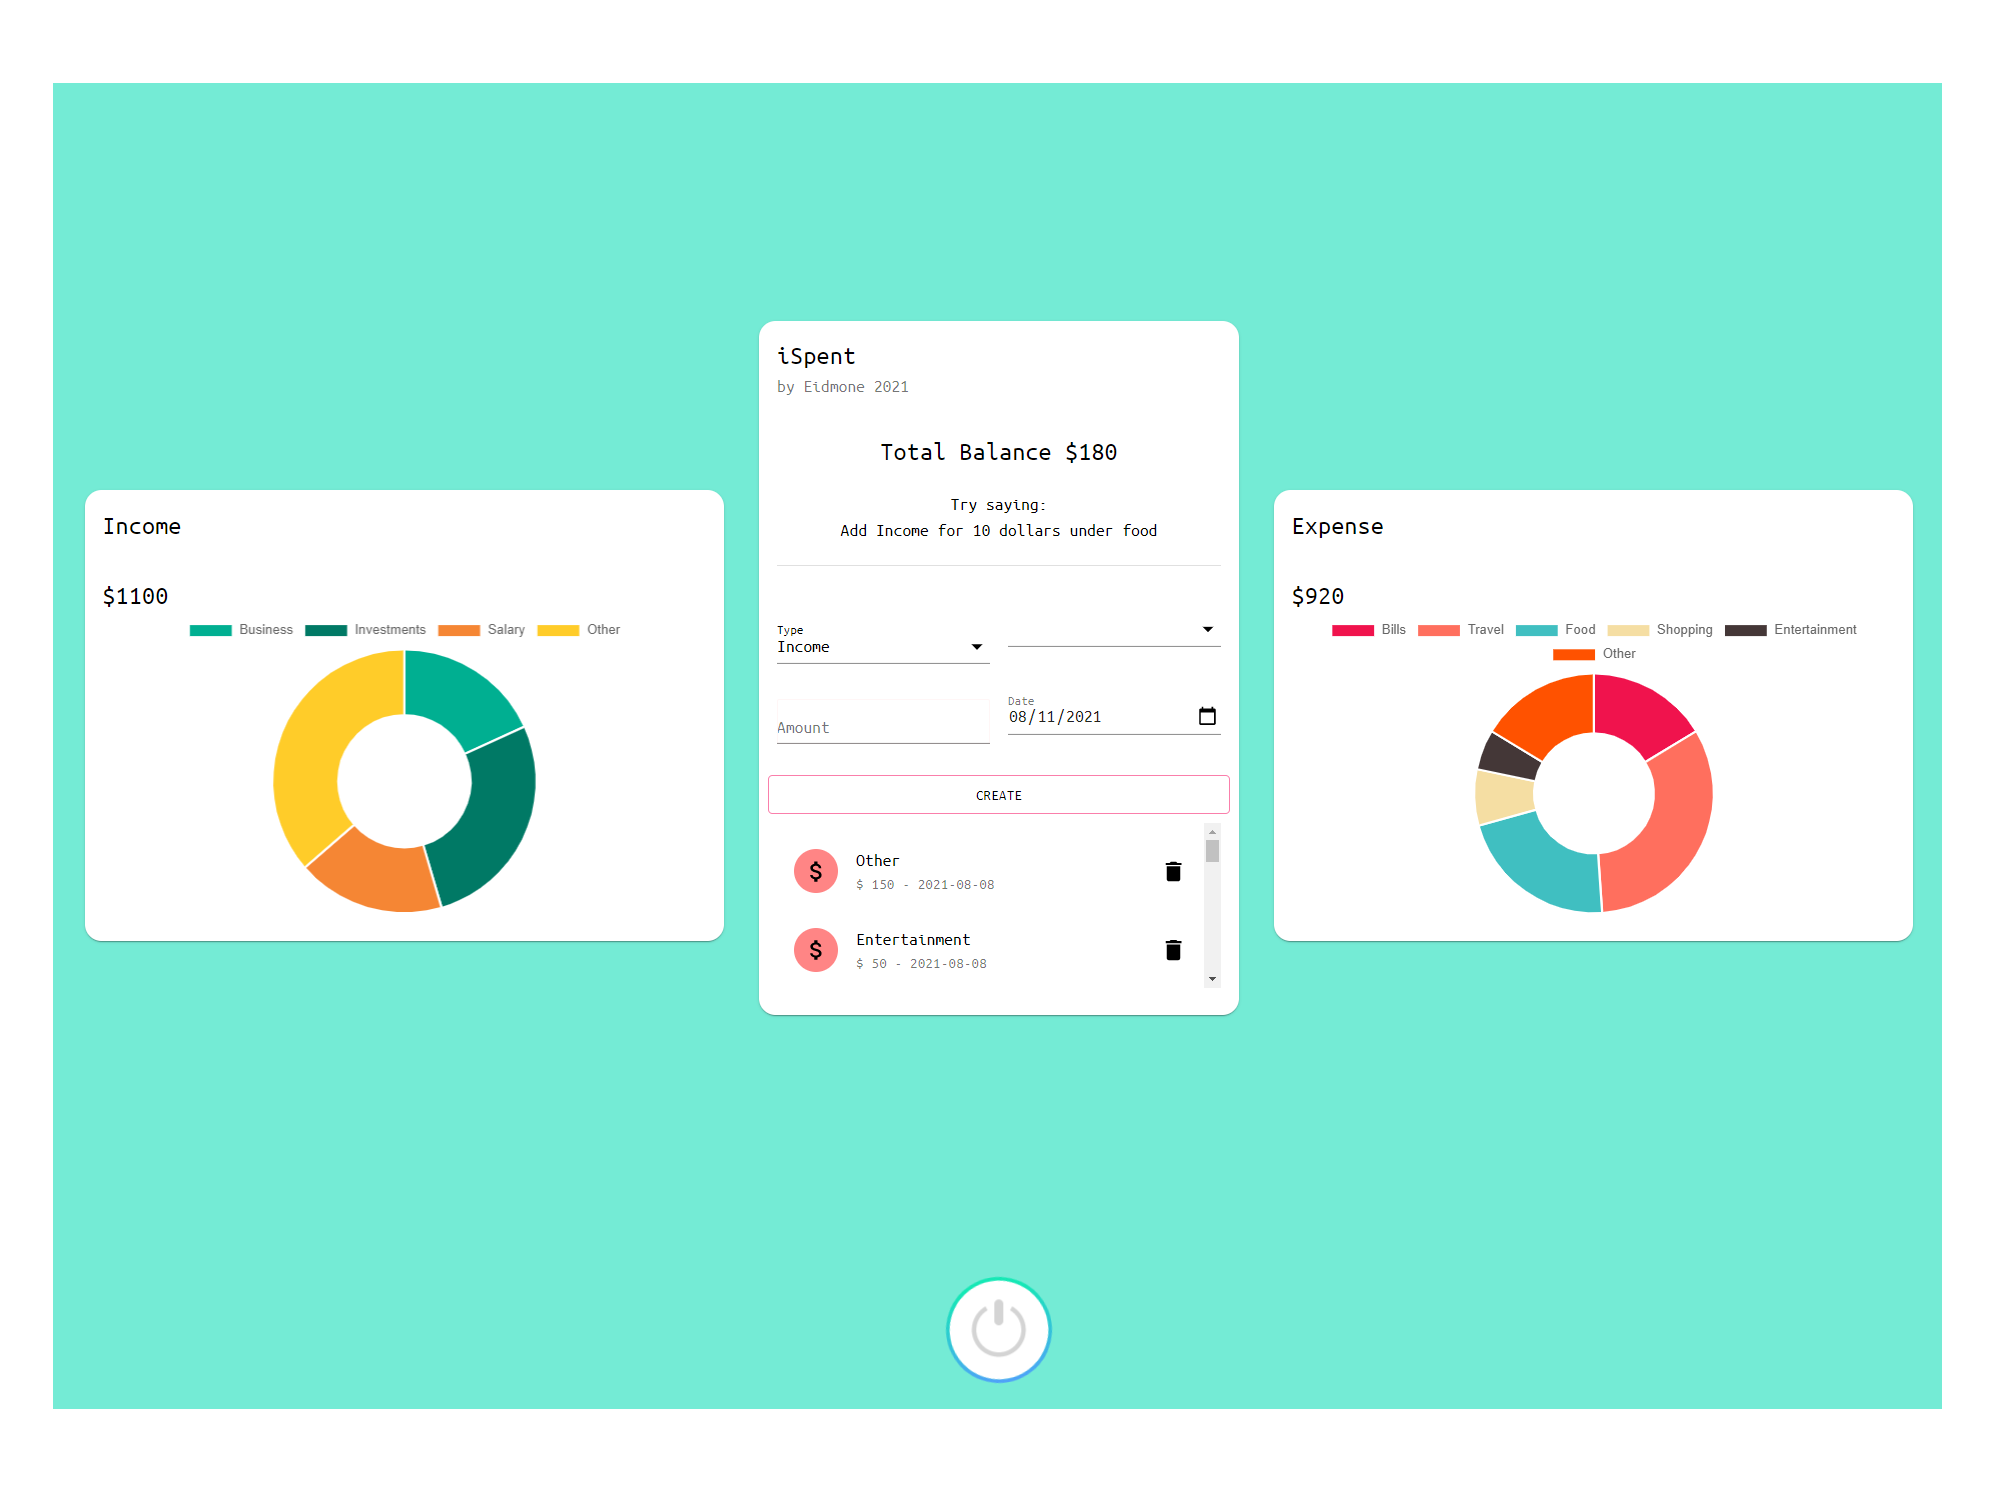 iSpent
by Eidmone 2021
Total Balance $180
Try saying:
Add Income for 10 dollars under food
Income
$1100
Business Investments Salary Other
Type
Income
Amount
Date
08/11/2021
CREATE
$ Other
$ 150 - 2021-08-08
$ Entertainment
$ 50 - 2021-08-08
Expense
$920
Bills Travel Food Shopping Entertainment
Other